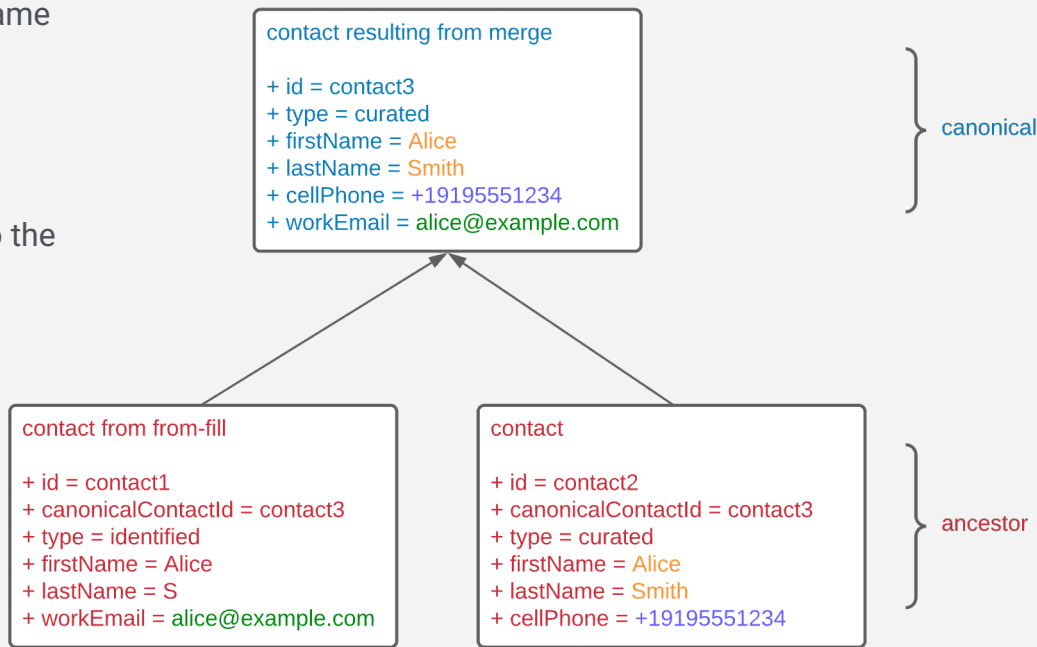 ame
contact resulting from merge
+ id = contact3
+ type = curated
+ firstName = Alice
+ lastName = Smith
+ cellPhone = +19195551234
+ workEmail = alice@example.com
canonical
the
contact from from-fill
+ id = contact1
+ canonicalContactId = contact3
+ type = identified
+ firstName = Alice
+ lastName = S
+ workEmail = alice@example.com
contact
+ id = contact2
+ canonicalContactId = contact3
+ type = curated
+ firstName = Alice
+ lastName = Smith
+ cellPhone = +19195551234
ancestor